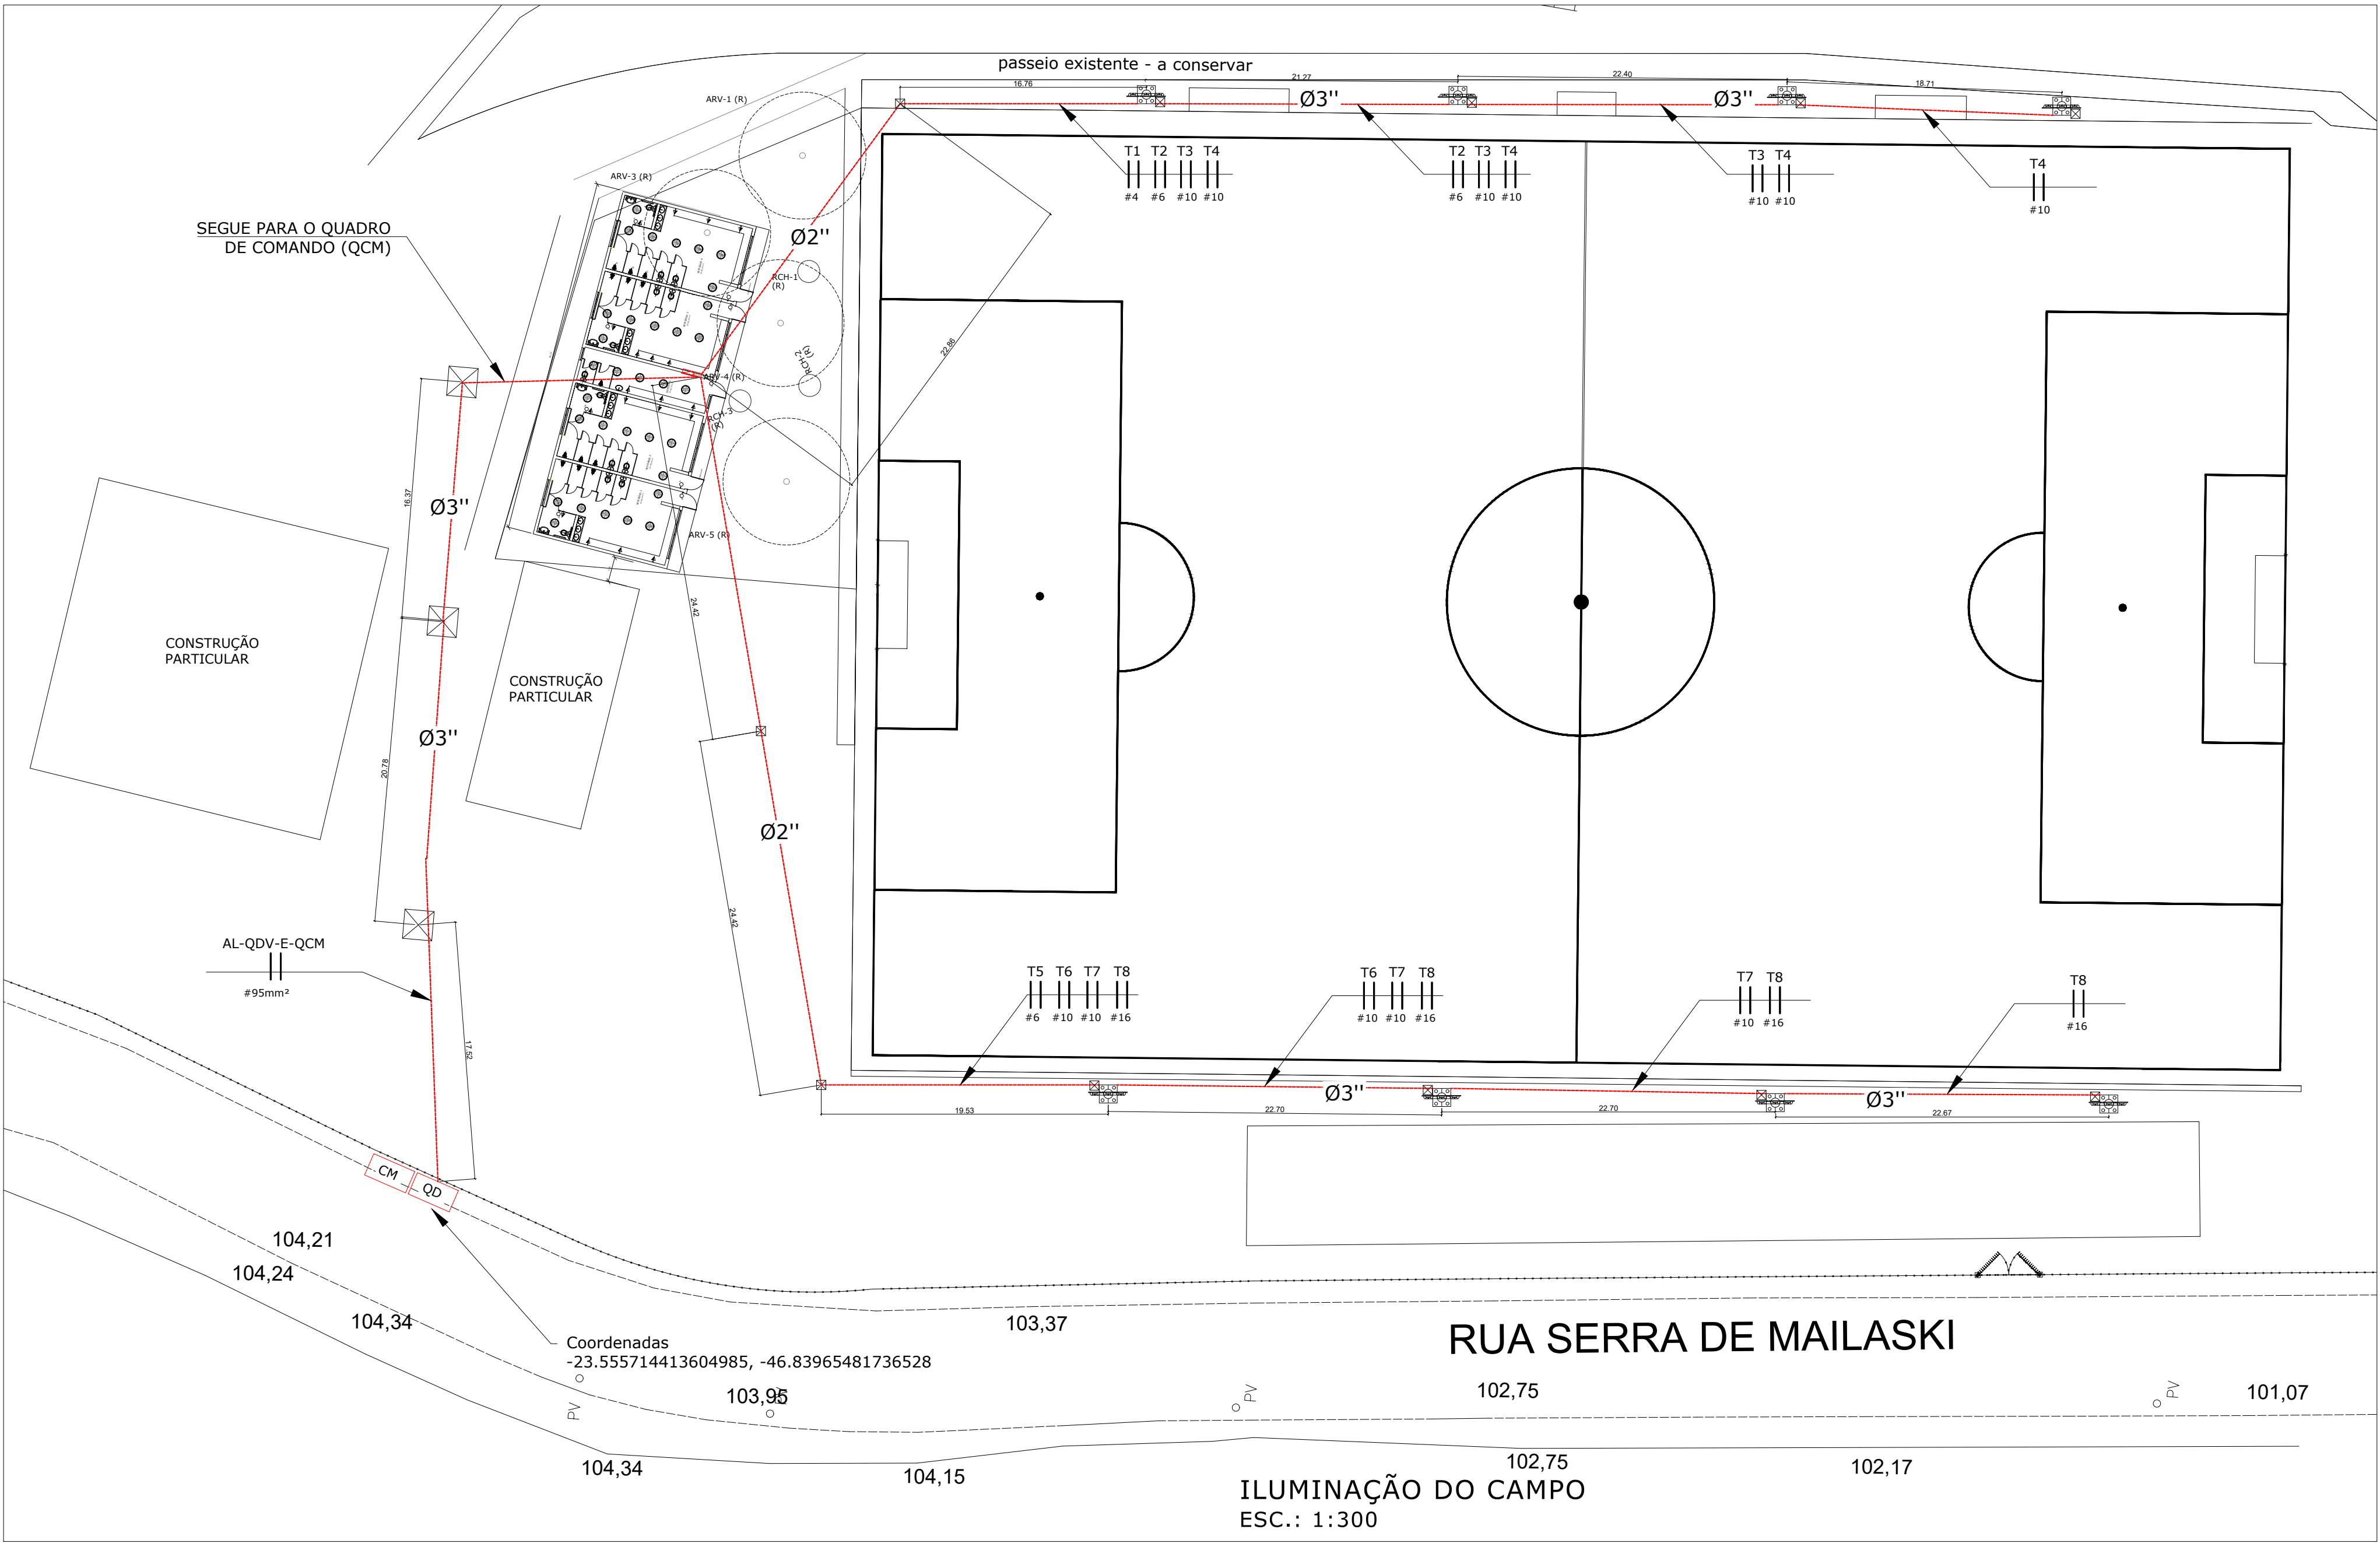 passeio existente - a conservar
16.76
21.27
22.40
18.71
Ø3''
Ø3''
ARV-1 (R)
T1 T2 T3 T4
#4 #6 #10 #10
T2 T3 T4
#6 #10 #10
T3 T4
#10 #10
T4
#10
ARV-3 (R)
SEGUE PARA O QUADRO
DE COMANDO (QCM)
Ø2''
RCH-1
(R)
RCH-2
(R)
22.86
ARV-4 (R)
RCH-3
(R)
16.37
Ø3''
ARV-5 (R)
24.42
CONSTRUÇÃO
PARTICULAR
CONSTRUÇÃO
PARTICULAR
Ø3''
20.78
Ø2''
24.42
AL-QDV-E-QCM
#95mm²
T5 T6 T7 T8
#6 #10 #10 #16
T6 T7 T8
#10 #10 #16
T7 T8
#10 #16
T8
#16
17.52
Ø3''
Ø3''
19.53
22.70
22.70
22.67
CM
QD
104,21
104,24
104,34
103,37
RUA SERRA DE MAILASKI
Coordenadas
-23.555714413604985, -46.83965481736528
103,95
PV
PV
PV
PV
102,75
101,07
104,34
104,15
102,75
102,17
ILUMINAÇÃO DO CAMPO
ESC.: 1:300